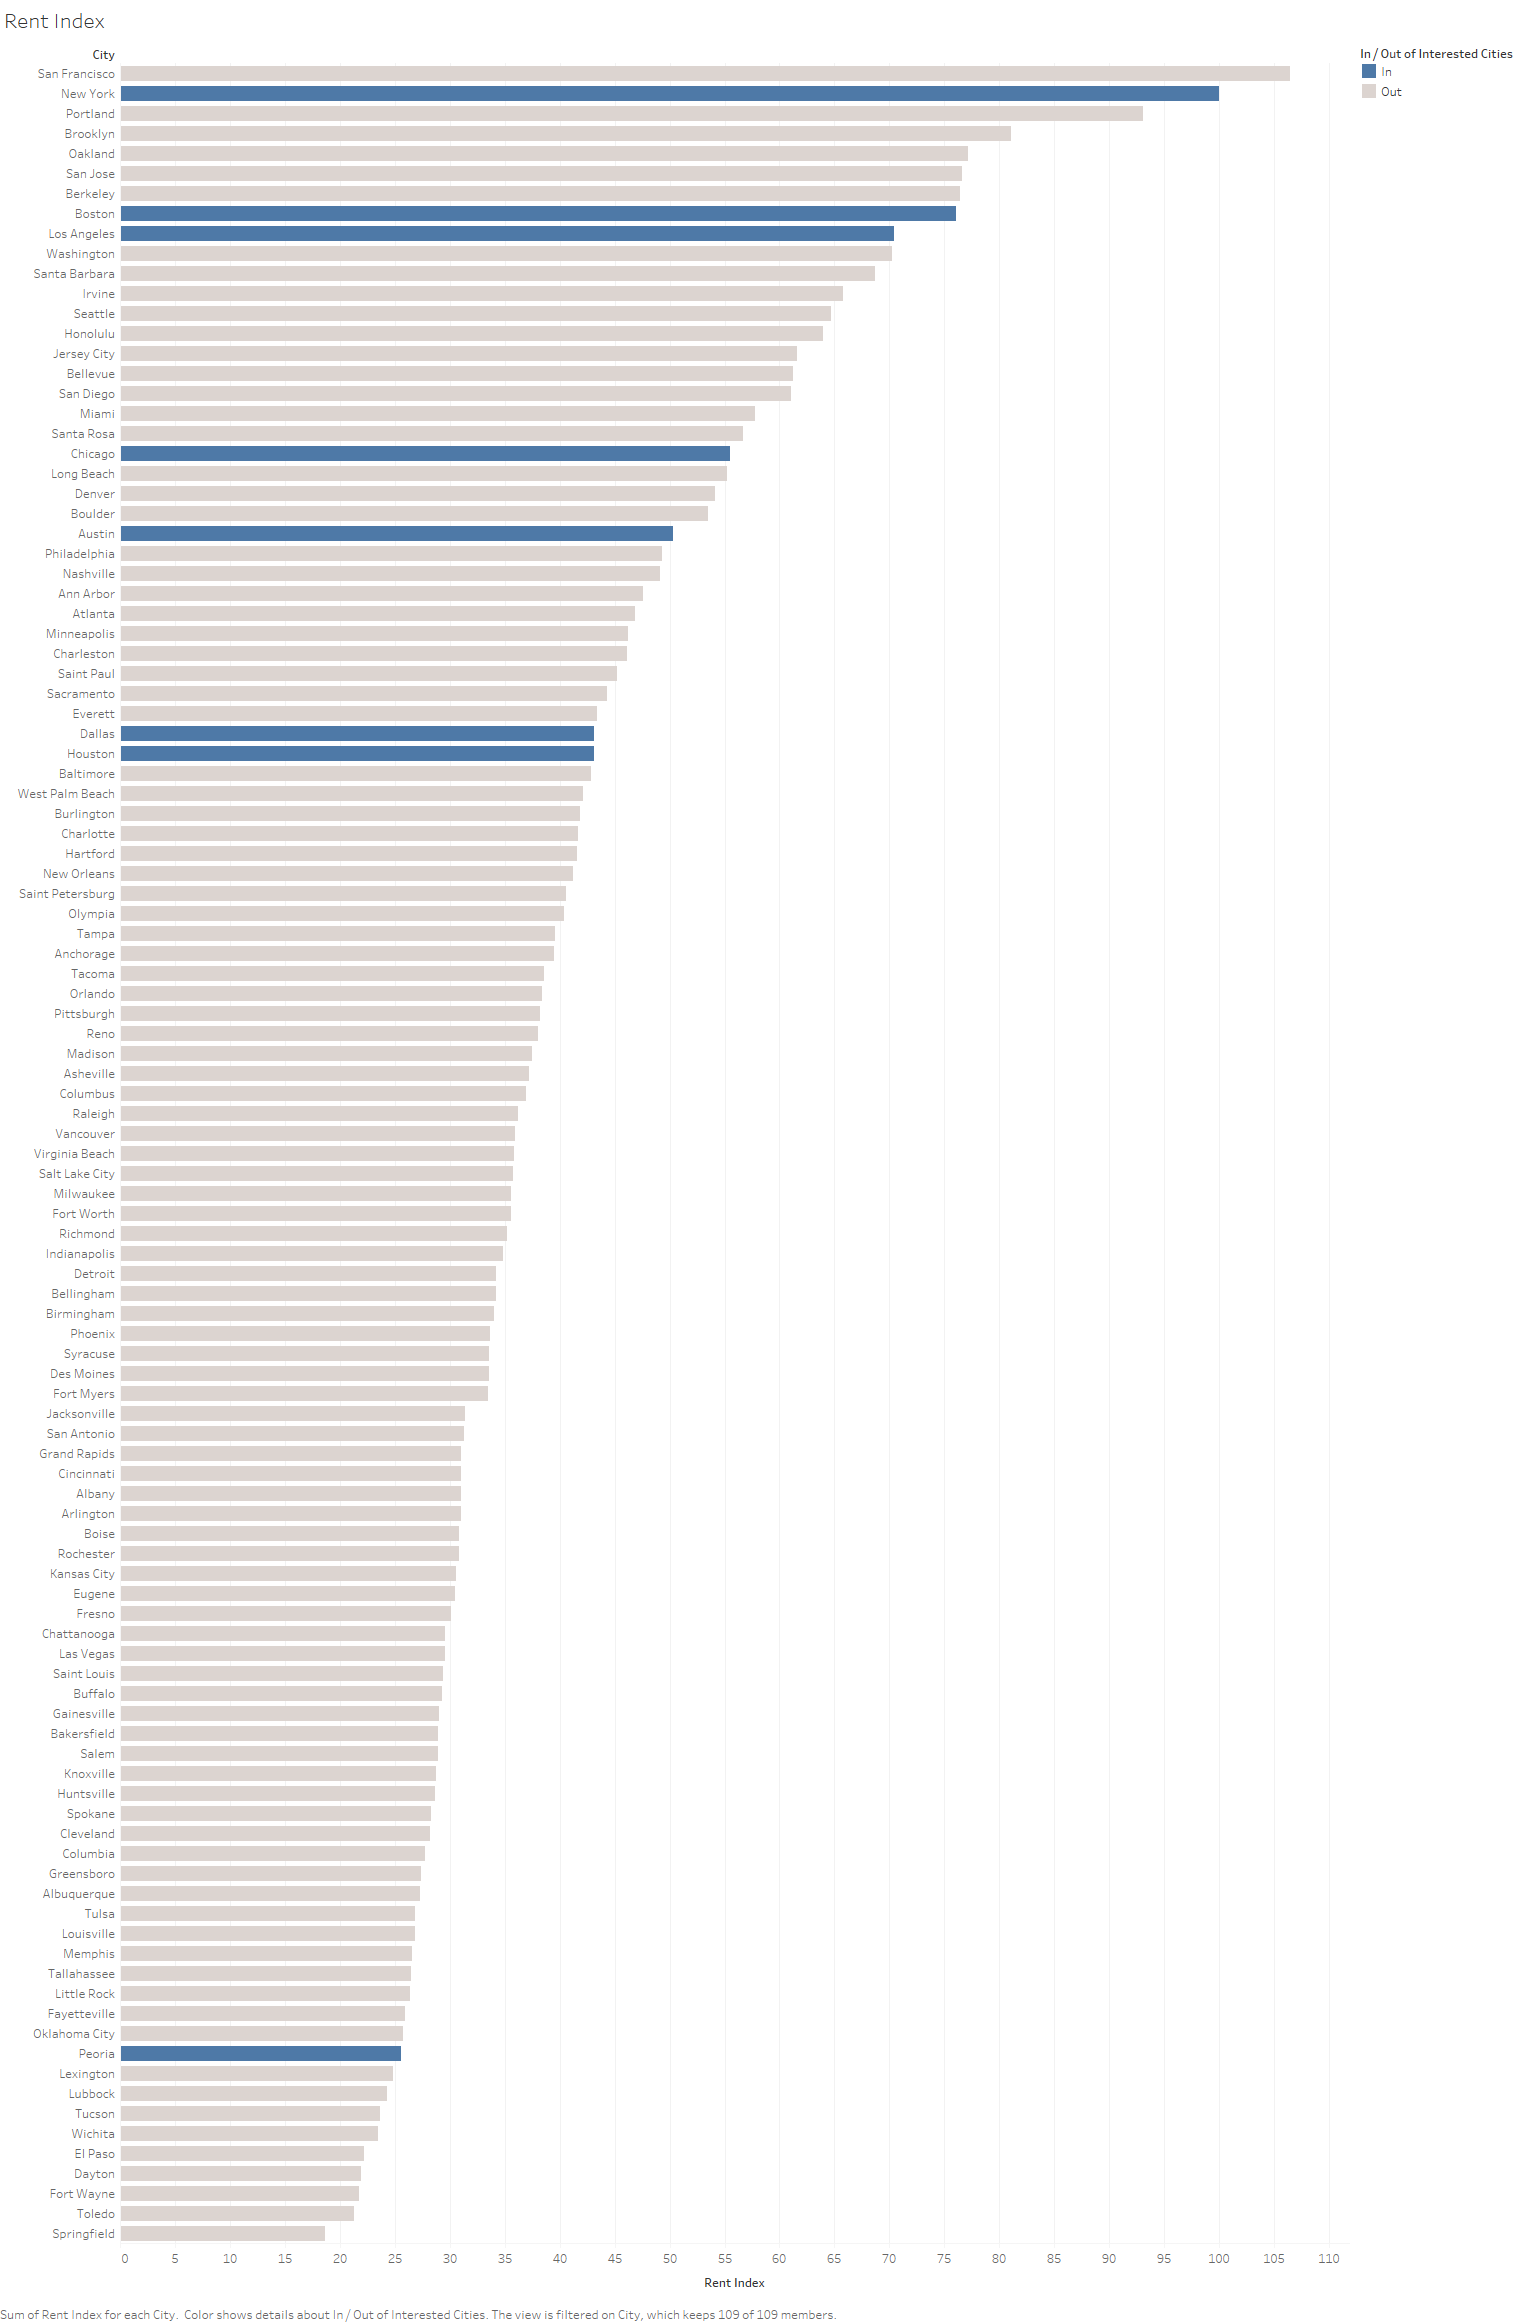 Rent Index
City
In / Out of Interested Cities
San Francisco
In
New York
Out
Portland
Brooklyn
Oakland
San Jose
Berkeley
Boston
Los Angeles
Washington
Santa Barbara
Irvine
Seattle
Honolulu
Jersey City
Bellevue
San Diego
Miami
Santa Rosa
Chicago
Long Beach
Denver
Boulder
Austin
Philadelphia
Nashville
Ann Arbor
Atlanta
Minneapolis
Charleston
Saint Paul
Sacramento
Everett
Dallas
Houston
Baltimore
West Palm Beach
Burlington
Charlotte
Hartford
New Orleans
Saint Petersburg
Olympia
Tampa
Anchorage
Tacoma
Orlando
Pittsburgh
Reno
Madison
Asheville
Columbus
Raleigh
Vancouver
Virginia Beach
Salt Lake City
Milwaukee
Fort Worth
Richmond
Indianapolis
Detroit
Bellingham
Birmingham
Phoenix
Syracuse
Des Moines
Fort Myers
Jacksonville
San Antonio
Grand Rapids
Cincinnati
Albany
Arlington
Boise
Rochester
Kansas City
Eugene
Fresno
Chattanooga
Las Vegas
Saint Louis
Buffalo
Gainesville
Bakersfield
Salem
Knoxville
Huntsville
Spokane
Cleveland
Columbia
Greensboro
Albuquerque
Tulsa
Louisville
Memphis
Tallahassee
Little Rock
Fayetteville
Oklahoma City
Peoria
Lexington
Lubbock
Tucson
Wichita
El Paso
Dayton
Fort Wayne
Toledo
Springfield
0 5 10 15 20 25 30 35 40 45 50 55 60 65 70 75 80 85 90 95 100 105 110
Rent Index
Sum of Rent Index for each City. Color shows details about In / Out of Interested Cities. The view is filtered on City, which keeps 109 of 109 members.